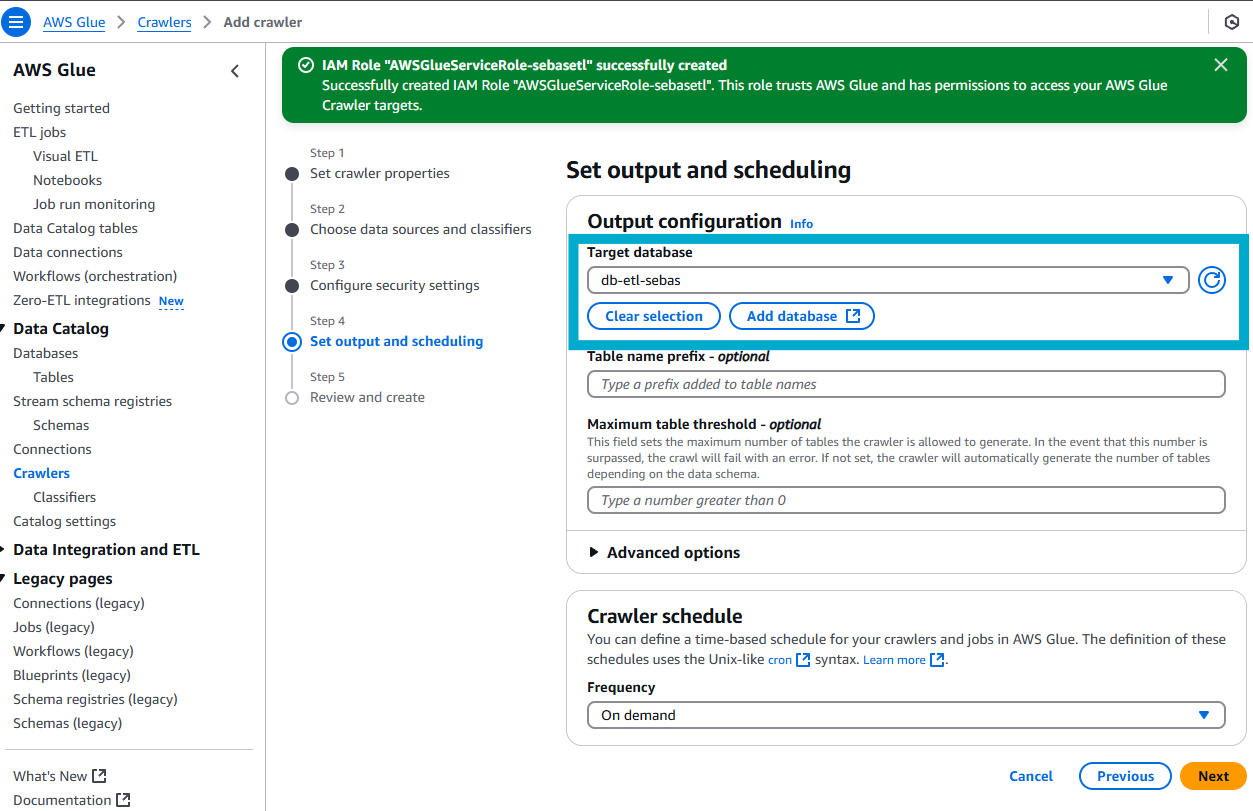 AWS Glue > Crawlers > Add crawler
AWS Glue
Getting started
ETL jobs
Visual ETL
Notebooks
Job run monitoring
Data Catalog tables
Data connections
Workflows (orchestration)
Zero-ETL integrations New
Data Catalog
Databases
Tables
Stream schema registries
Schemas
Connections
Crawlers
Classifiers
Catalog settings
Data Integration and ETL
Legacy pages
Connections (legacy)
Jobs (legacy)
Workflows (legacy)
Blueprints (legacy)
Schema registries (legacy)
Schemas (legacy)
What's New
Documentation
IAM Role "AWSGlueServiceRole-sebasetl" successfully created
Successfully created IAM Role "AWSGlueServiceRole-sebasetl". This role trusts AWS Glue and has permissions to access your AWS Glue
Crawler targets.
Step 1
Set crawler properties
Step 2
Choose data sources and classifiers
Step 3
Configure security settings
Step 4
Set output and scheduling
Step 5
Review and create
Set output and scheduling
Output configuration Info
Target database
db-etl-sebas
Clear selection
Add database
Table name prefix - optional
Type a prefix added to table names
Maximum table threshold - optional
This field sets the maximum number of tables the crawler is allowed to generate. In the event that this number is
surpassed, the crawl will fail with an error. If not set, the crawler will automatically generate the number of tables
depending on the data schema.
Type a number greater than 0
Advanced options
Crawler schedule
You can define a time-based schedule for your crawlers and jobs in AWS Glue. The definition of these
schedules uses the Unix-like cron syntax. Learn more.
Frequency
On demand
Cancel
Previous
Next